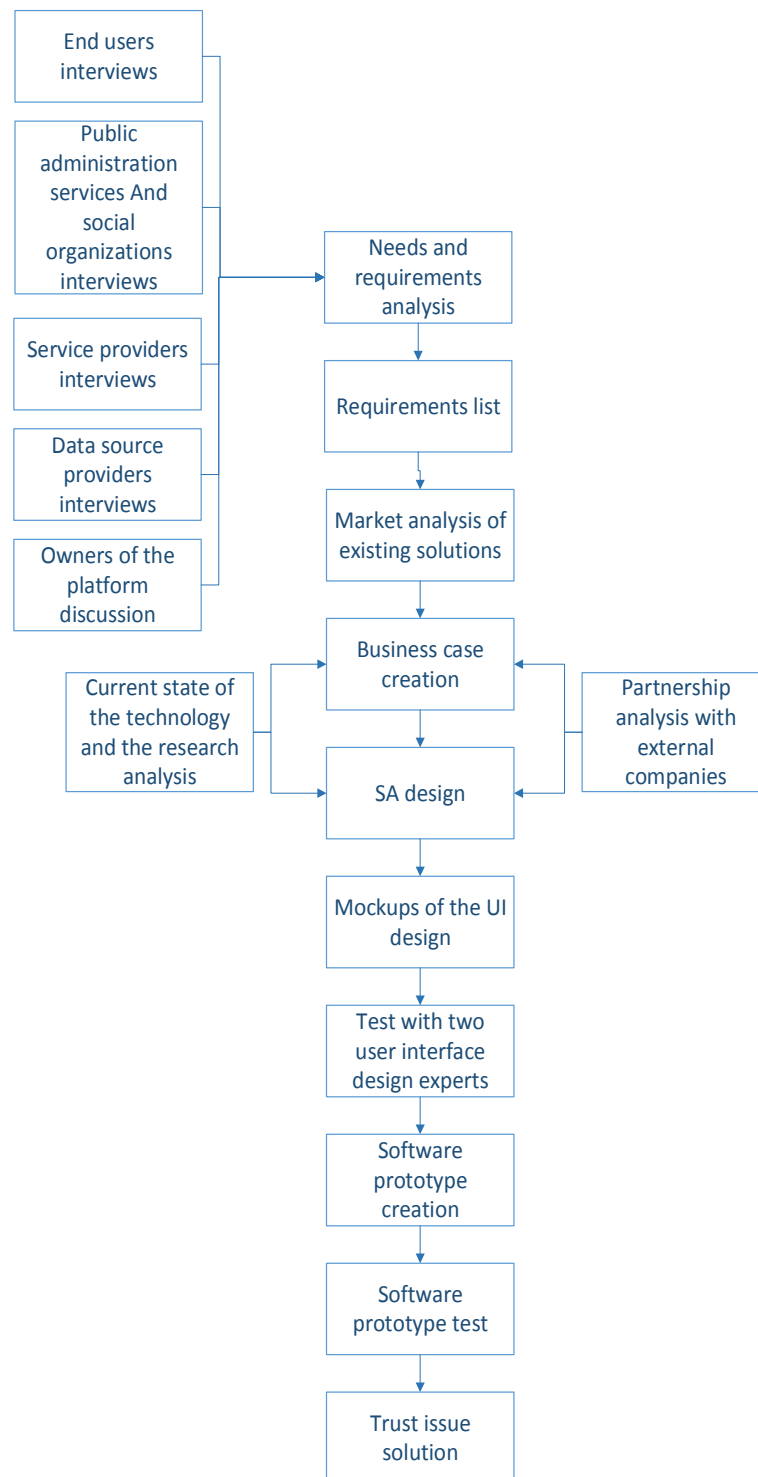 End users
interviews
Public
administration
services And
social
organizations
interviews
Service providers
interviews
Data source
providers
interviews
Owners of the
platform
discussion
Needs and
requirements
analysis
Requirements list
Market analysis of
existing solutions
Business case
creation
Current state of
the technology
and the research
analysis
Partnership
analysis with
external
companies
SA design
Mockups of the UI
design
Test with two
user interface
design experts
Software
prototype
creation
Software
prototype test
Trust issue
solution